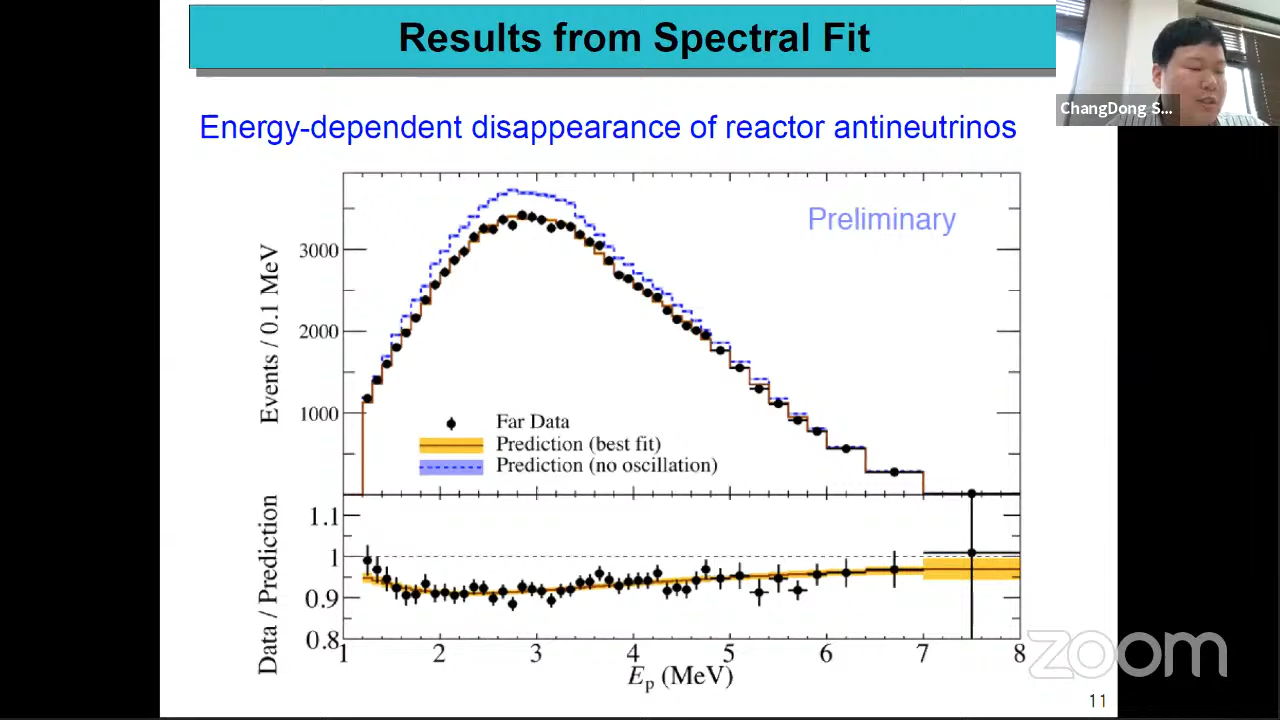 Results from Spectral Fit
ChangDong S...
Energy-dependent disappearance of reactor antineutrinos
Preliminary
Events / 0.1 MeV
3000
2000
1000
Far Data
Prediction (best fit)
Prediction (no oscillation)
Data / Prediction
1.1
1
0.9
0.8
1 2 3 4 5 6 7 8
Ep (MeV)
zoom
11